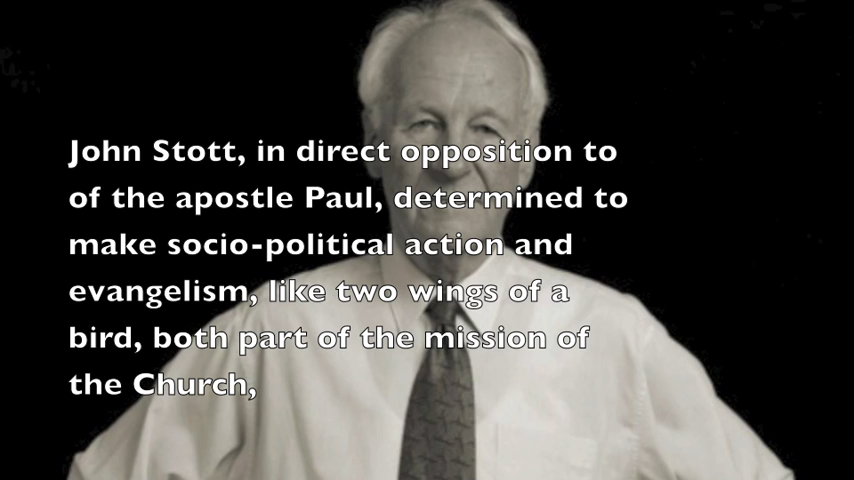 John Stott, in direct opposition to
of the apostle Paul, determined to
make socio-political action and
evangelism, like two wings of a
bird, both part of the mission of
the Church,